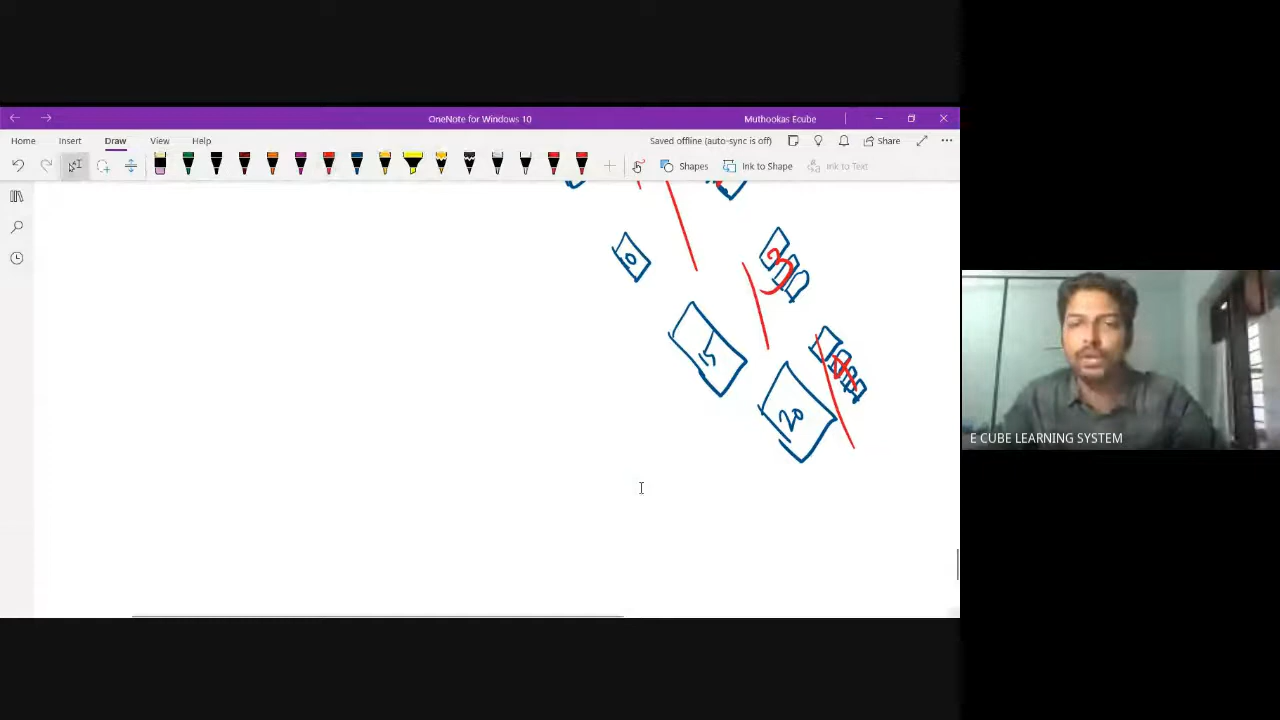 OneNote for Windows 10
Muthookas Ecube
Home Insert Draw View Help
Saved offline (auto-sync is off)
Share
Shapes
Ink to Shape
Ink to Text
0
3
15
20
E CUBE LEARNING SYSTEM